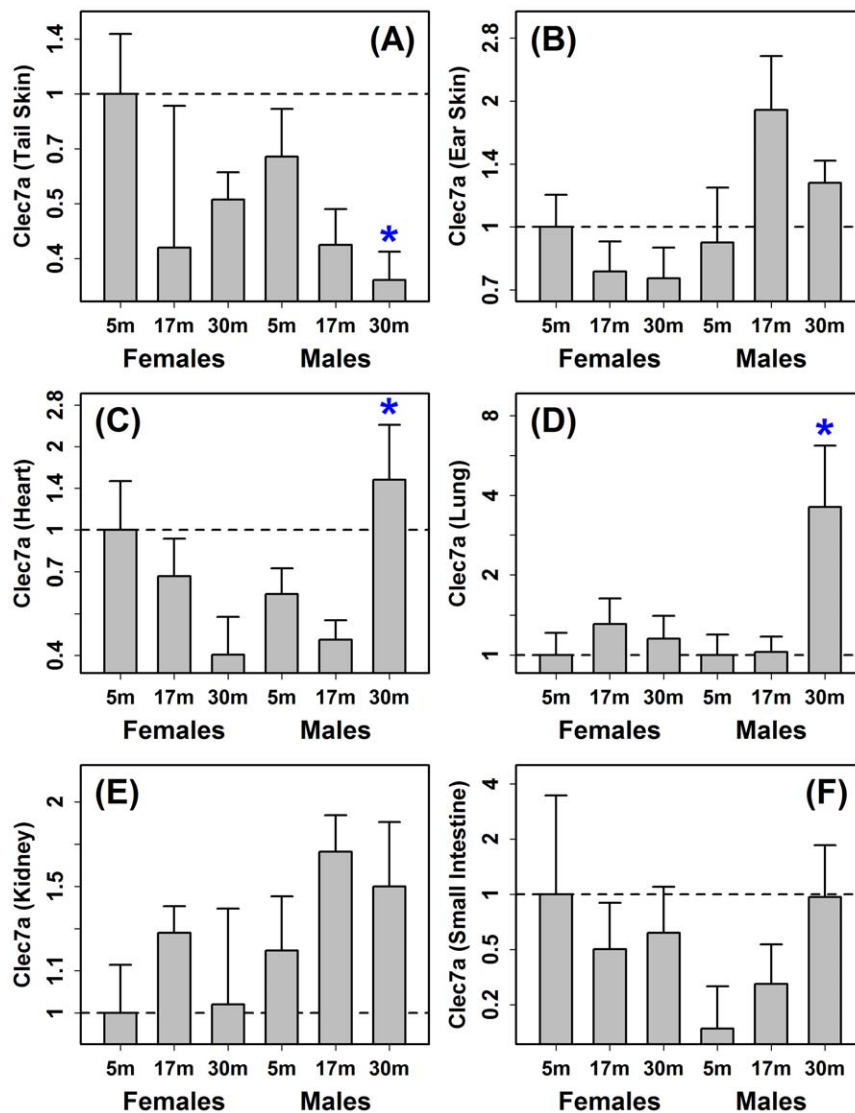 (A)
Clec7a (Tail Skin)
1.4
1
0.7
0.5
0.4
*
5m 17m 30m 5m 17m 30m
Females Males
(B)
Clec7a (Ear Skin)
2.8
2
1.4
1
0.7
5m 17m 30m 5m 17m 30m
Females Males
(C)
Clec7a (Heart)
2.8
2
1.4
1
0.7
0.4
*
5m 17m 30m 5m 17m 30m
Females Males
(D)
Clec7a (Lung)
8
4
2
1
*
5m 17m 30m 5m 17m 30m
Females Males
(E)
Clec7a (Kidney)
2
1.5
1.1
1
5m 17m 30m 5m 17m 30m
Females Males
(F)
Clec7a (Small Intestine)
4
2
1
0.5
0.2
5m 17m 30m 5m 17m 30m
Females Males